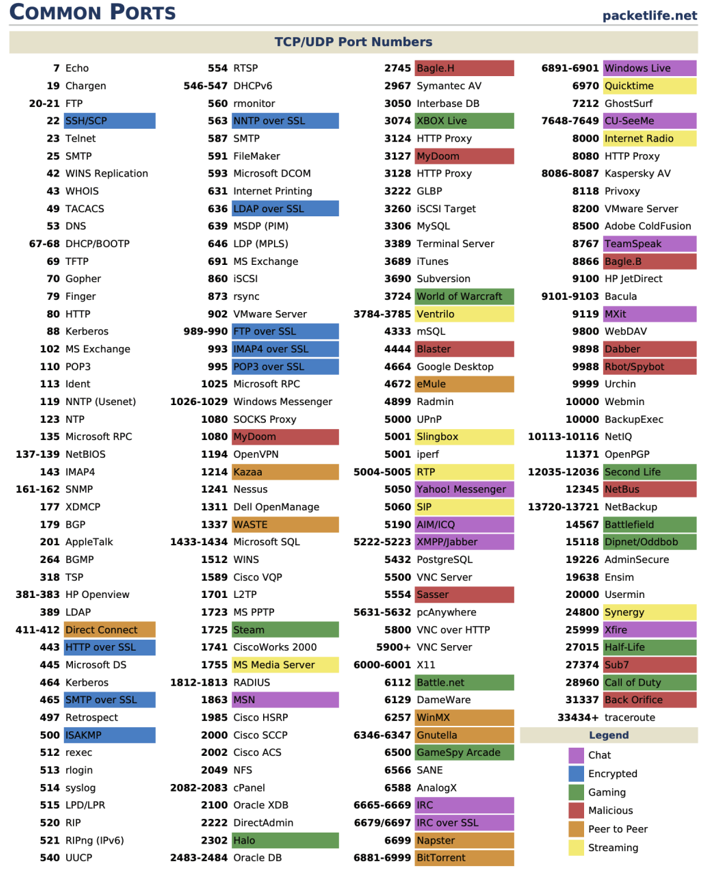 COMMON PORTS
packetlife.net
TCP/UDP Port Numbers
7 Echo
19 Chargen
20-21 FTP
22 SSH/SCP
23 Telnet
25 SMTP
42 WINS Replication
43 WHOIS
49 TACACS
53 DNS
67-68 DHCP/BOOTP
69 TFTP
70 Gopher
79 Finger
80 HTTP
88 Kerberos
102 MS Exchange
110 POP3
113 Ident
119 NNTP (Usenet)
123 NTP
135 Microsoft RPC
137-139 NetBIOS
143 IMAP4
161-162 SNMP
177 XDMCP
179 BGP
201 AppleTalk
264 BGMP
318 TSP
381-383 HP Openview
389 LDAP
411-412 Direct Connect
443 HTTP over SSL
445 Microsoft DS
464 Kerberos
465 SMTP over SSL
497 Retrospect
500 ISAKMP
512 rexec
513 rlogin
514 syslog
515 LPD/LPR
520 RIP
521 RIPng (IPv6)
540 UUCP
554 RTSP
546-547 DHCPv6
560 rmonitor
563 NNTP over SSL
587 SMTP
591 FileMaker
593 Microsoft DCOM
631 Internet Printing
636 LDAP over SSL
639 MSDP (PIM)
646 LDP (MPLS)
691 MS Exchange
860 iSCSI
873 rsync
902 VMware Server
989-990 FTP over SSL
993 IMAP4 over SSL
995 POP3 over SSL
1025 Microsoft RPC
1026-1029 Windows Messenger
1080 SOCKS Proxy
1080 MyDoom
1194 OpenVPN
1214 Kazaa
1241 Nessus
1311 Dell OpenManage
1337 WASTE
1433-1434 Microsoft SQL
1512 WINS
1589 Cisco VQP
1701 L2TP
1723 MS PPTP
1725 Steam
1741 CiscoWorks 2000
1755 MS Media Server
1812-1813 RADIUS
1863 MSN
1985 Cisco HSRP
2000 Cisco SCCP
2002 Cisco ACS
2049 NFS
2082-2083 cPanel
2100 Oracle XDB
2222 DirectAdmin
2302 Halo
2483-2484 Oracle DB
2745 Bagle.H
2967 Symantec AV
3050 Interbase DB
3074 XBOX Live
3124 HTTP Proxy
3127 MyDoom
3128 HTTP Proxy
3222 GLBP
3260 iSCSI Target
3306 MySQL
3389 Terminal Server
3689 iTunes
3690 Subversion
3724 World of Warcraft
3784-3785 Ventrilo
4333 mSQL
4444 Blaster
4664 Google Desktop
4672 eMule
4899 Radmin
5000 UPnP
5001 Slingbox
5001 iperf
5004-5005 RTP
5050 Yahoo! Messenger
5060 SIP
5190 AIM/ICQ
5222-5223 XMPP/Jabber
5432 PostgreSQL
5500 VNC Server
5554 Sasser
5631-5632 pcAnywhere
5800 VNC over HTTP
5900+ VNC Server
6000-6001 X11
6112 Battle.net
6129 DameWare
6257 WinMX
6346-6347 Gnutella
6500 GameSpy Arcade
6566 SANE
6588 AnalogX
6665-6669 IRC
6679/6697 IRC over SSL
6699 Napster
6881-6999 BitTorrent
6891-6901 Windows Live
6970 Quicktime
7212 GhostSurf
7648-7649 CU-SeeMe
8000 Internet Radio
8080 HTTP Proxy
8086-8087 Kaspersky AV
8118 Privoxy
8200 VMware Server
8500 Adobe ColdFusion
8767 TeamSpeak
8866 Bagle.B
9100 HP JetDirect
9101-9103 Bacula
9119 MXit
9800 WebDAV
9898 Dabber
9988 Rbot/Spybot
9999 Urchin
10000 Webmin
10000 BackupExec
10113-10116 NetIQ
11371 OpenPGP
12035-12036 Second Life
12345 NetBus
13720-13721 NetBackup
14567 Battlefield
15118 Dipnet/Oddbob
19226 AdminSecure
19638 Ensim
20000 Usermin
24800 Synergy
25999 Xfire
27015 Half-Life
27374 Sub7
28960 Call of Duty
31337 Back Orifice
33434+ traceroute
Legend
Chat
Encrypted
Gaming
Malicious
Peer to Peer
Streaming